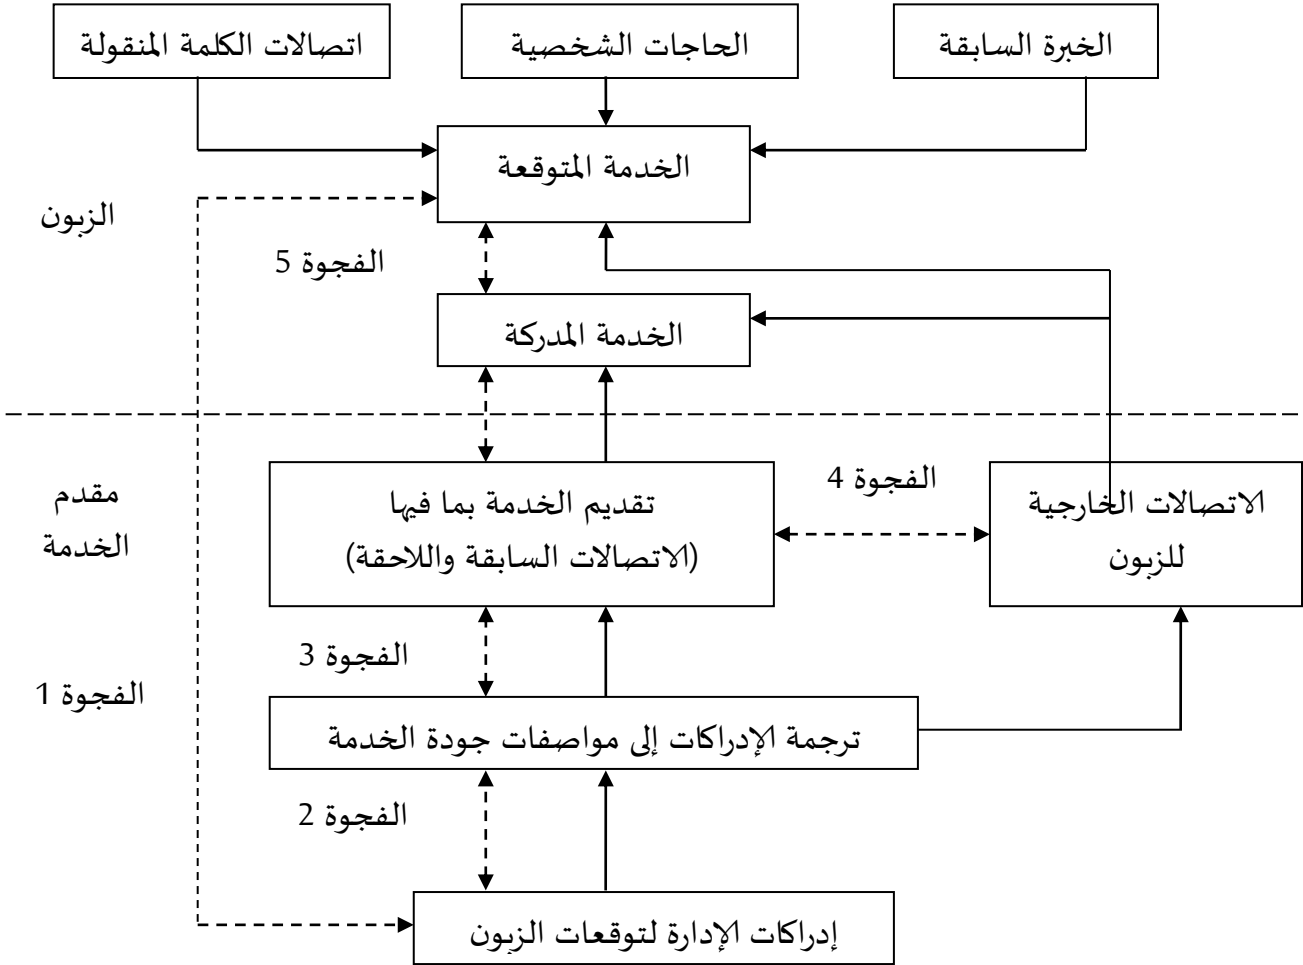 الخبرة السابقة
الحاجات الشخصية
اتصالات الكلمة المنقولة
الخدمة المتوقعة
الزبون
الفجوة 5
الخدمة المدركة
الاتصالات الخارجية
للزبون
الفجوة 4
تقديم الخدمة بما فيها
(الاتصالات السابقة واللاحقة)
مقدم
الخدمة
الفجوة 3
الفجوة 1
ترجمة الإدراكات إلى مواصفات جودة الخدمة
الفجوة 2
إدراكات الإدارة لتوقعات الزبون